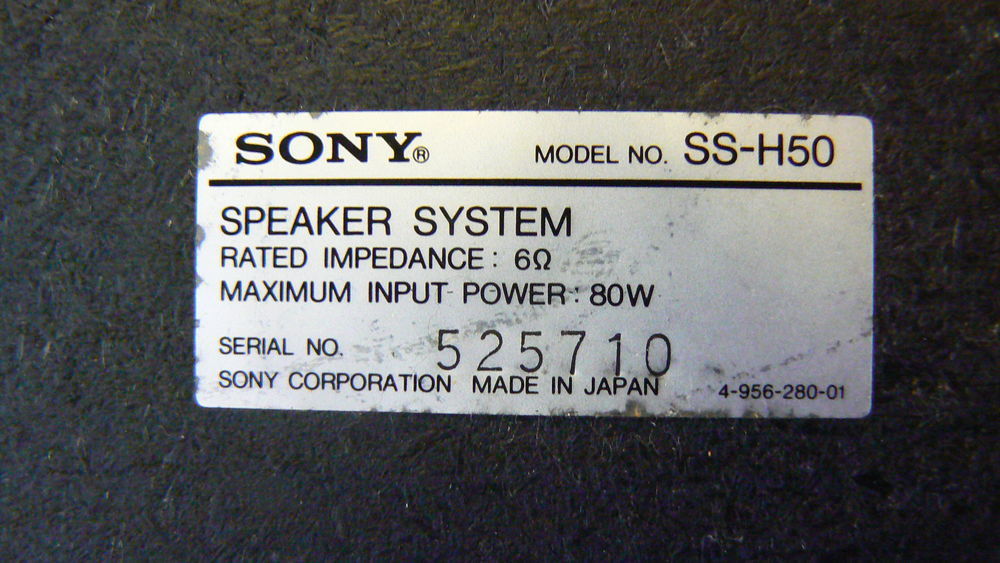 SONY® MODEL NO. SS-H50
SPEAKER SYSTEM
RATED IMPEDANCE: 6Ω
MAXIMUM INPUT POWER: 80W
SERIAL NO. 525710
SONY CORPORATION MADE IN JAPAN 4-956-280-01